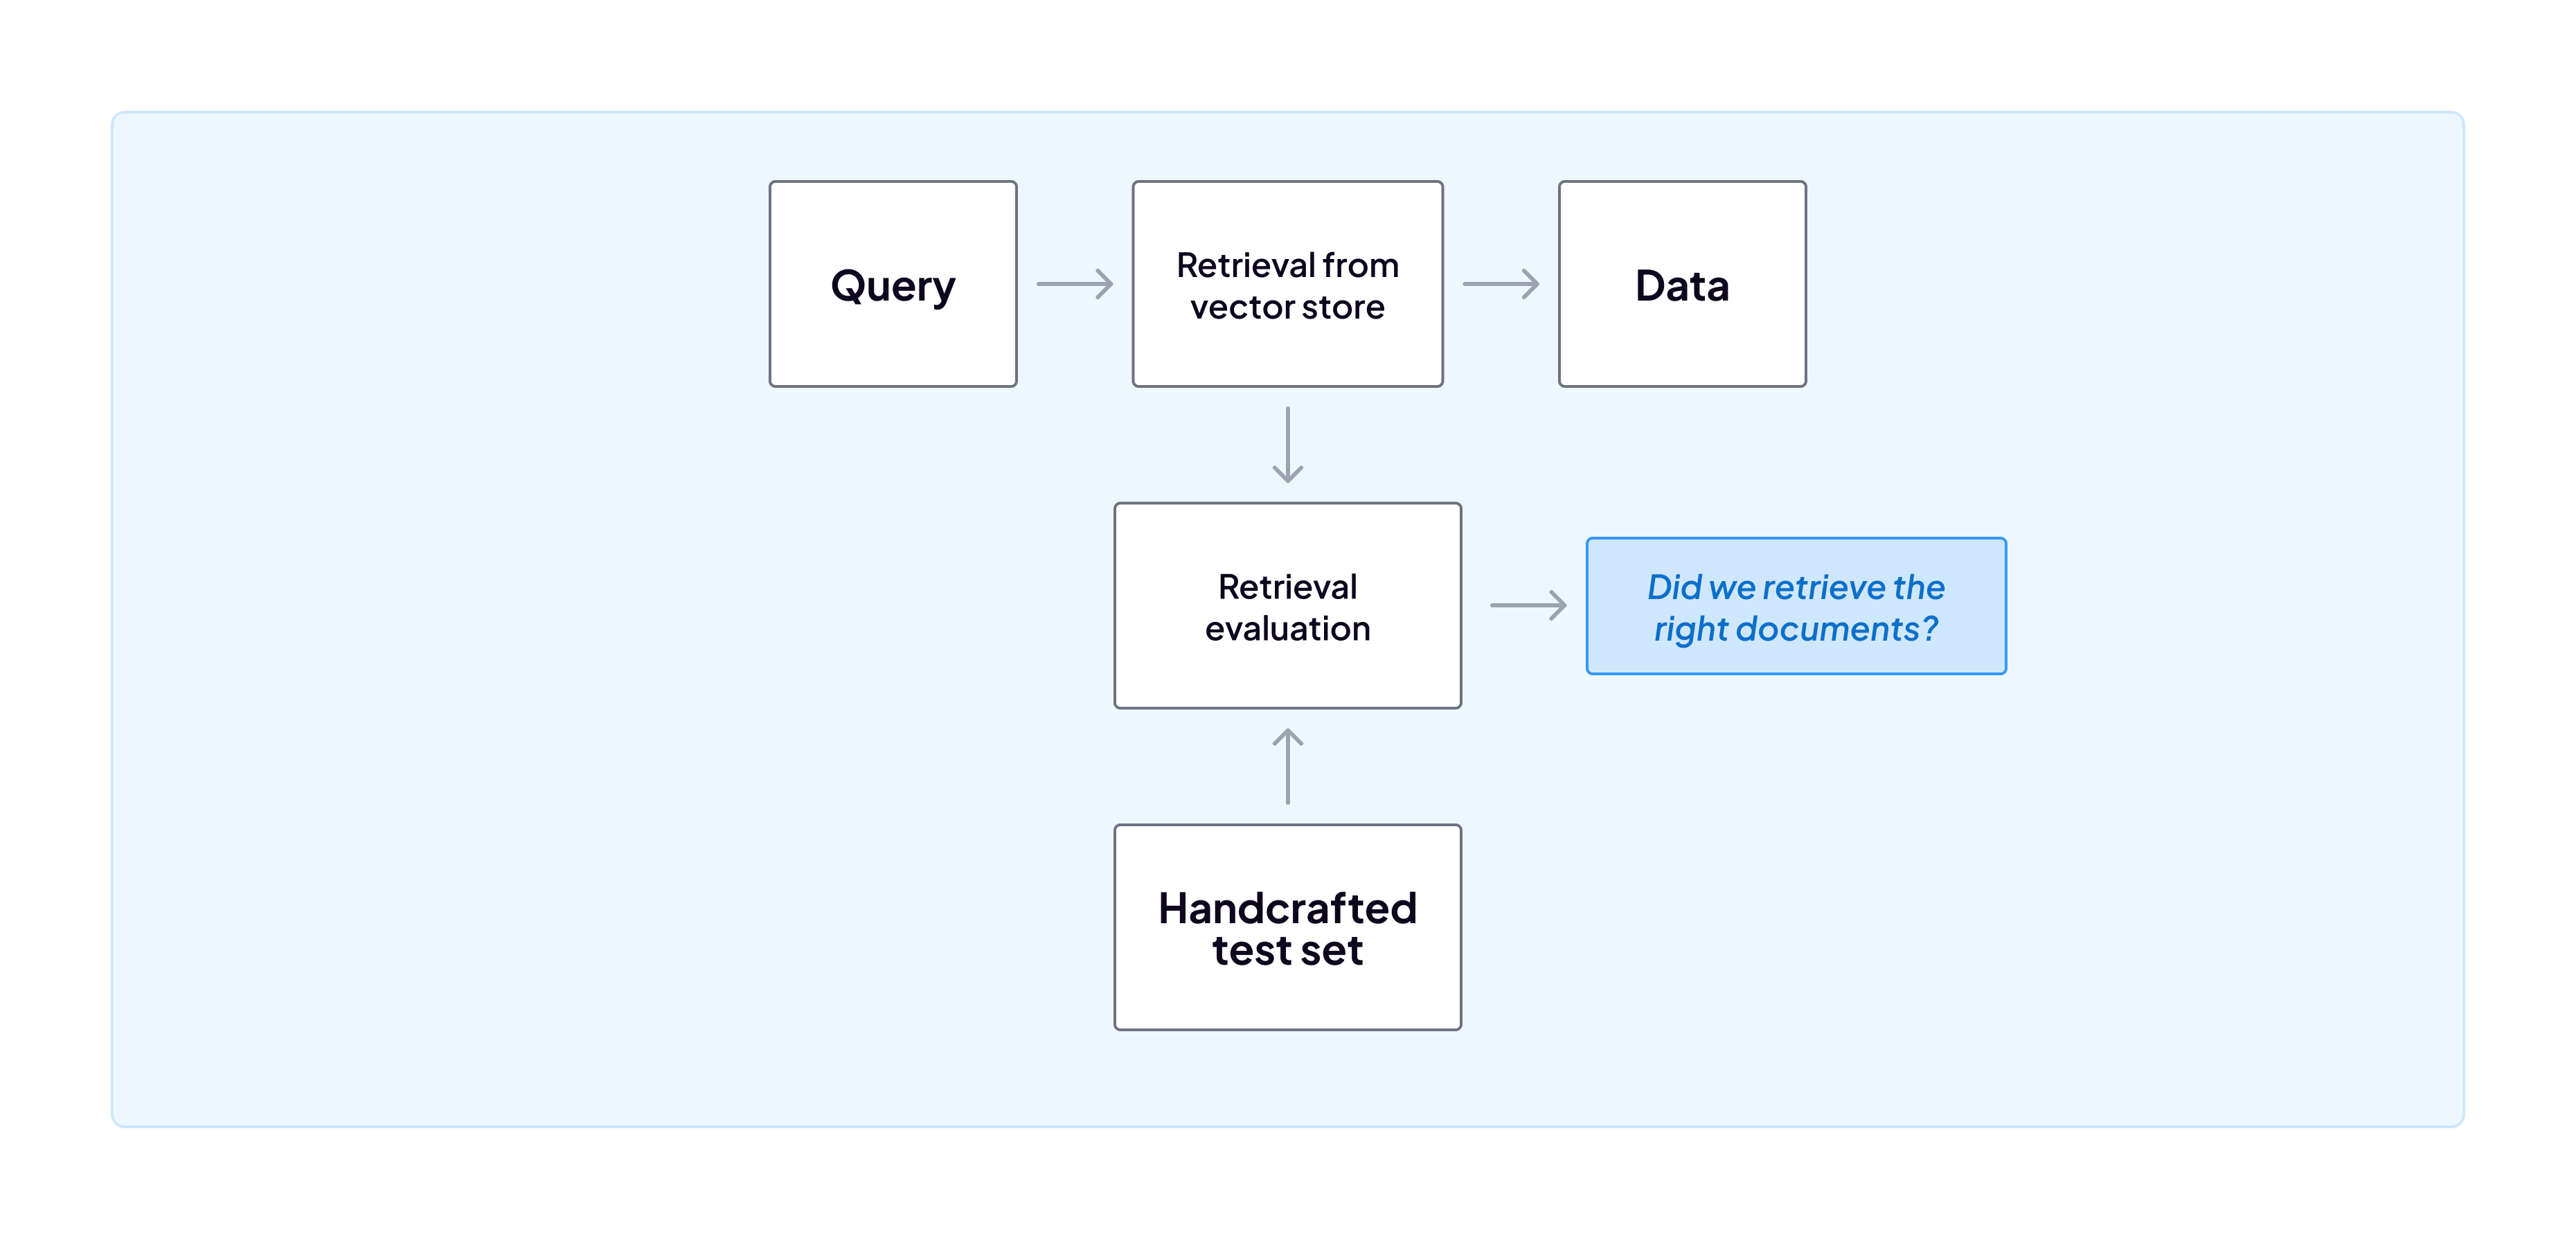 Query
Retrieval from
vector store
Data
Retrieval
evaluation
Did we retrieve the
right documents?
Handcrafted
test set